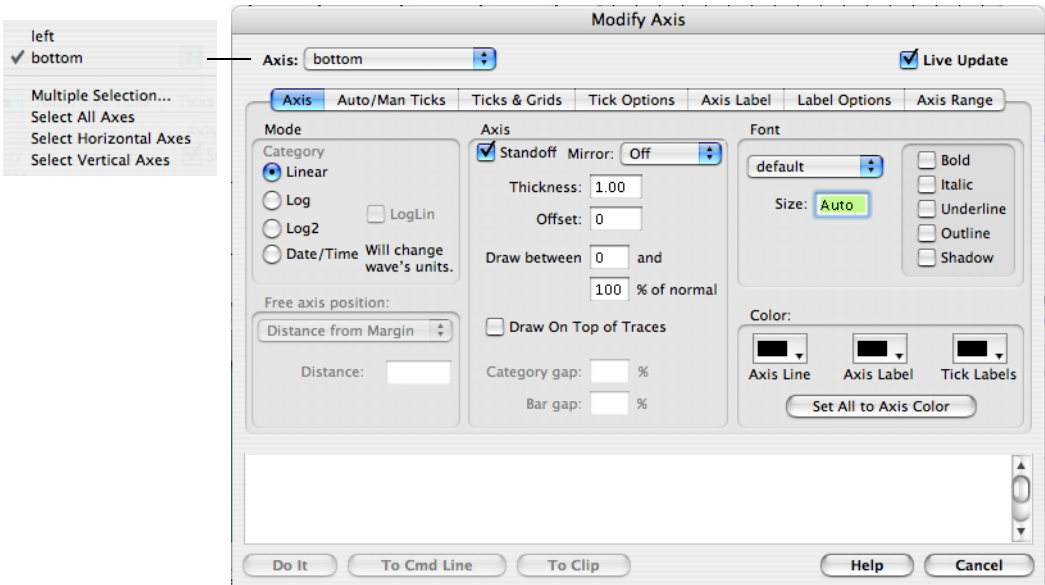 left
✓ bottom
Multiple Selection...
Select All Axes
Select Horizontal Axes
Select Vertical Axes
Modify Axis
Axis: bottom
Live Update
Axis
Auto/Man Ticks
Ticks & Grids
Tick Options
Axis Label
Label Options
Axis Range
Mode
Category
Linear
Log
LogLin
Log2
Date/Time Will change
wave's units.
Free axis position:
Distance from Margin
Distance:
Axis
Standoff Mirror: Off
Thickness: 1.00
Offset: 0
Draw between 0 and
100 % of normal
Draw On Top of Traces
Category gap: %
Bar gap: %
Font
default
Size: Auto
Bold
Italic
Underline
Outline
Shadow
Color:
Axis Line
Axis Label
Tick Labels
Set All to Axis Color
Do It
To Cmd Line
To Clip
Help
Cancel